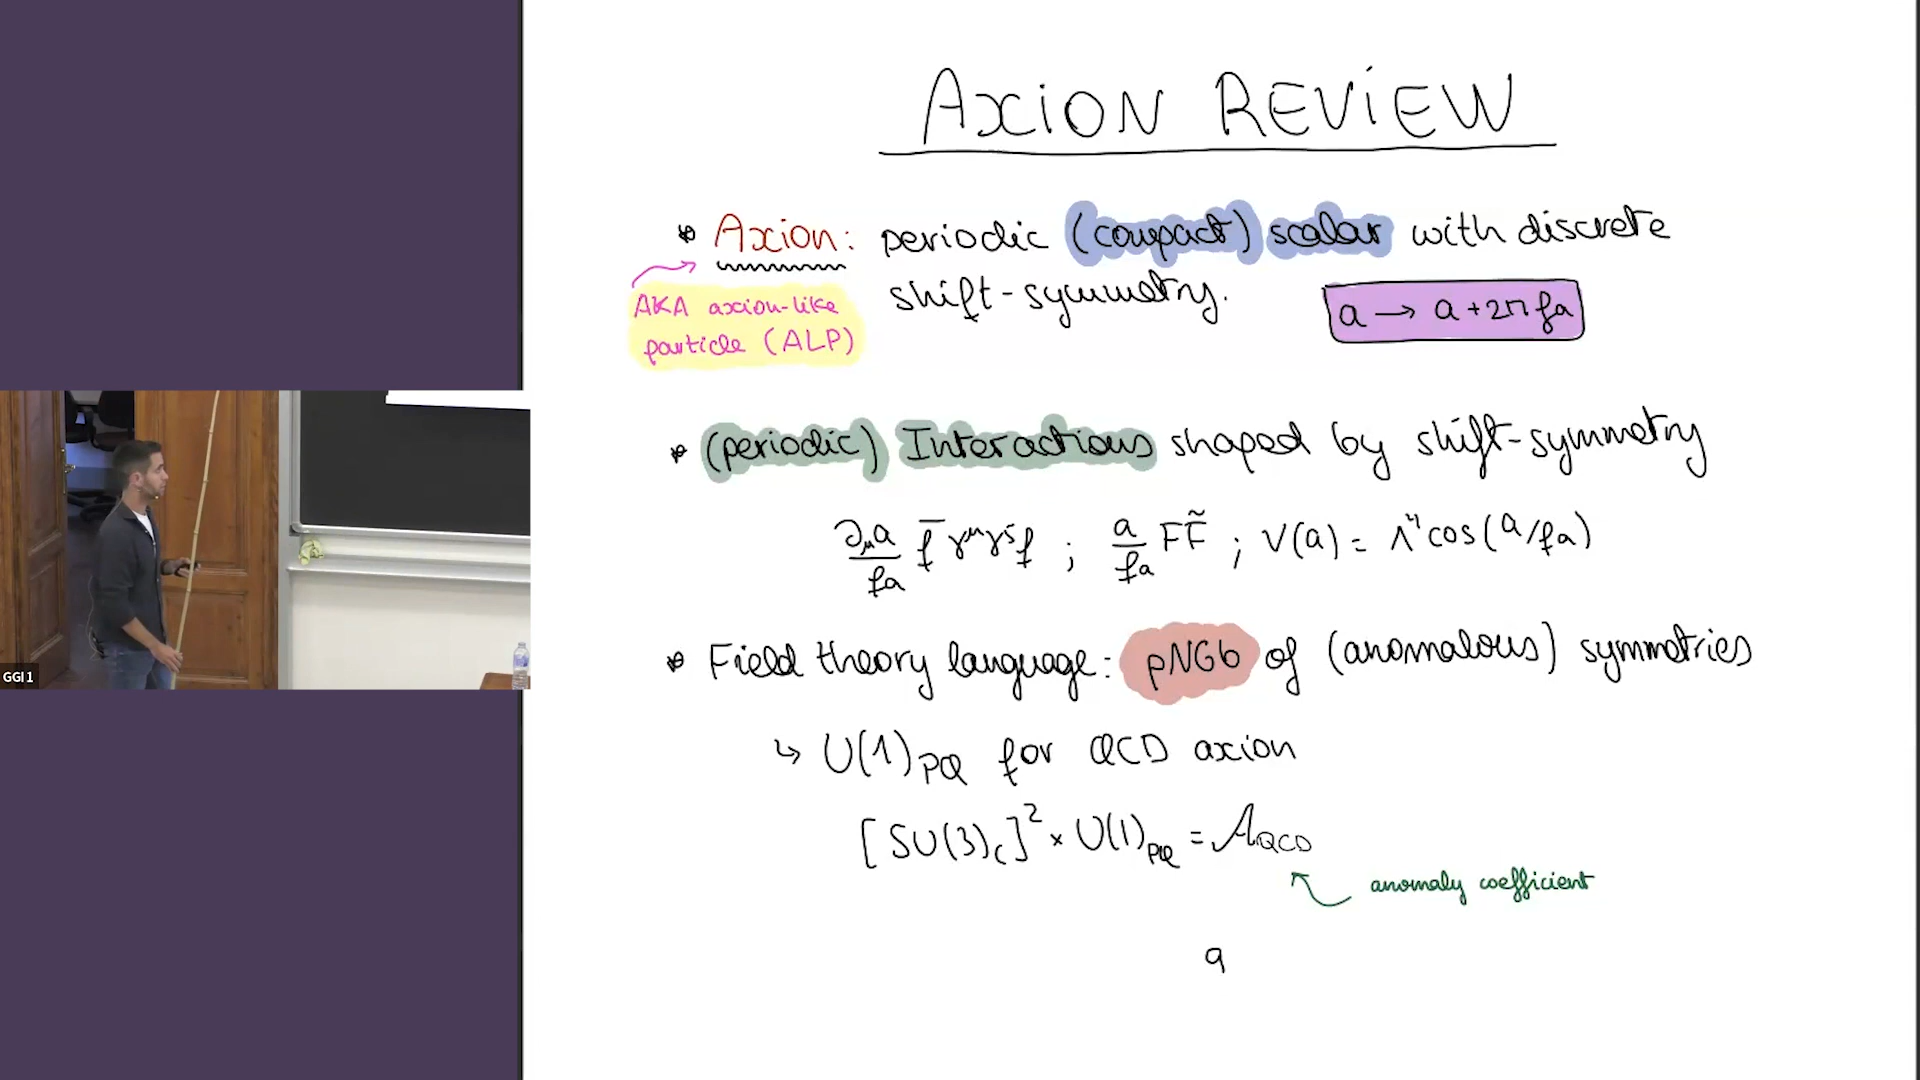 AXION REVIEW
* Axion: periodic (compact) scalar with discrete
shift-symmetry.
a → a + 2π fa
AKA axion-like
particle (ALP)
* (periodic) Interactions shaped by shift-symmetry
∂μa/fa f̄ γ^μ γ^5 f ; a/fa F F̃ ; V(a) = Λ⁴ cos(a/fa)
* Field theory language: pNGb of (anomalous) symmetries
↳ U(1)PQ for QCD axion
[SU(3)c]² × U(1)PQ = AQCD
anomaly coefficient
9
GGI 1